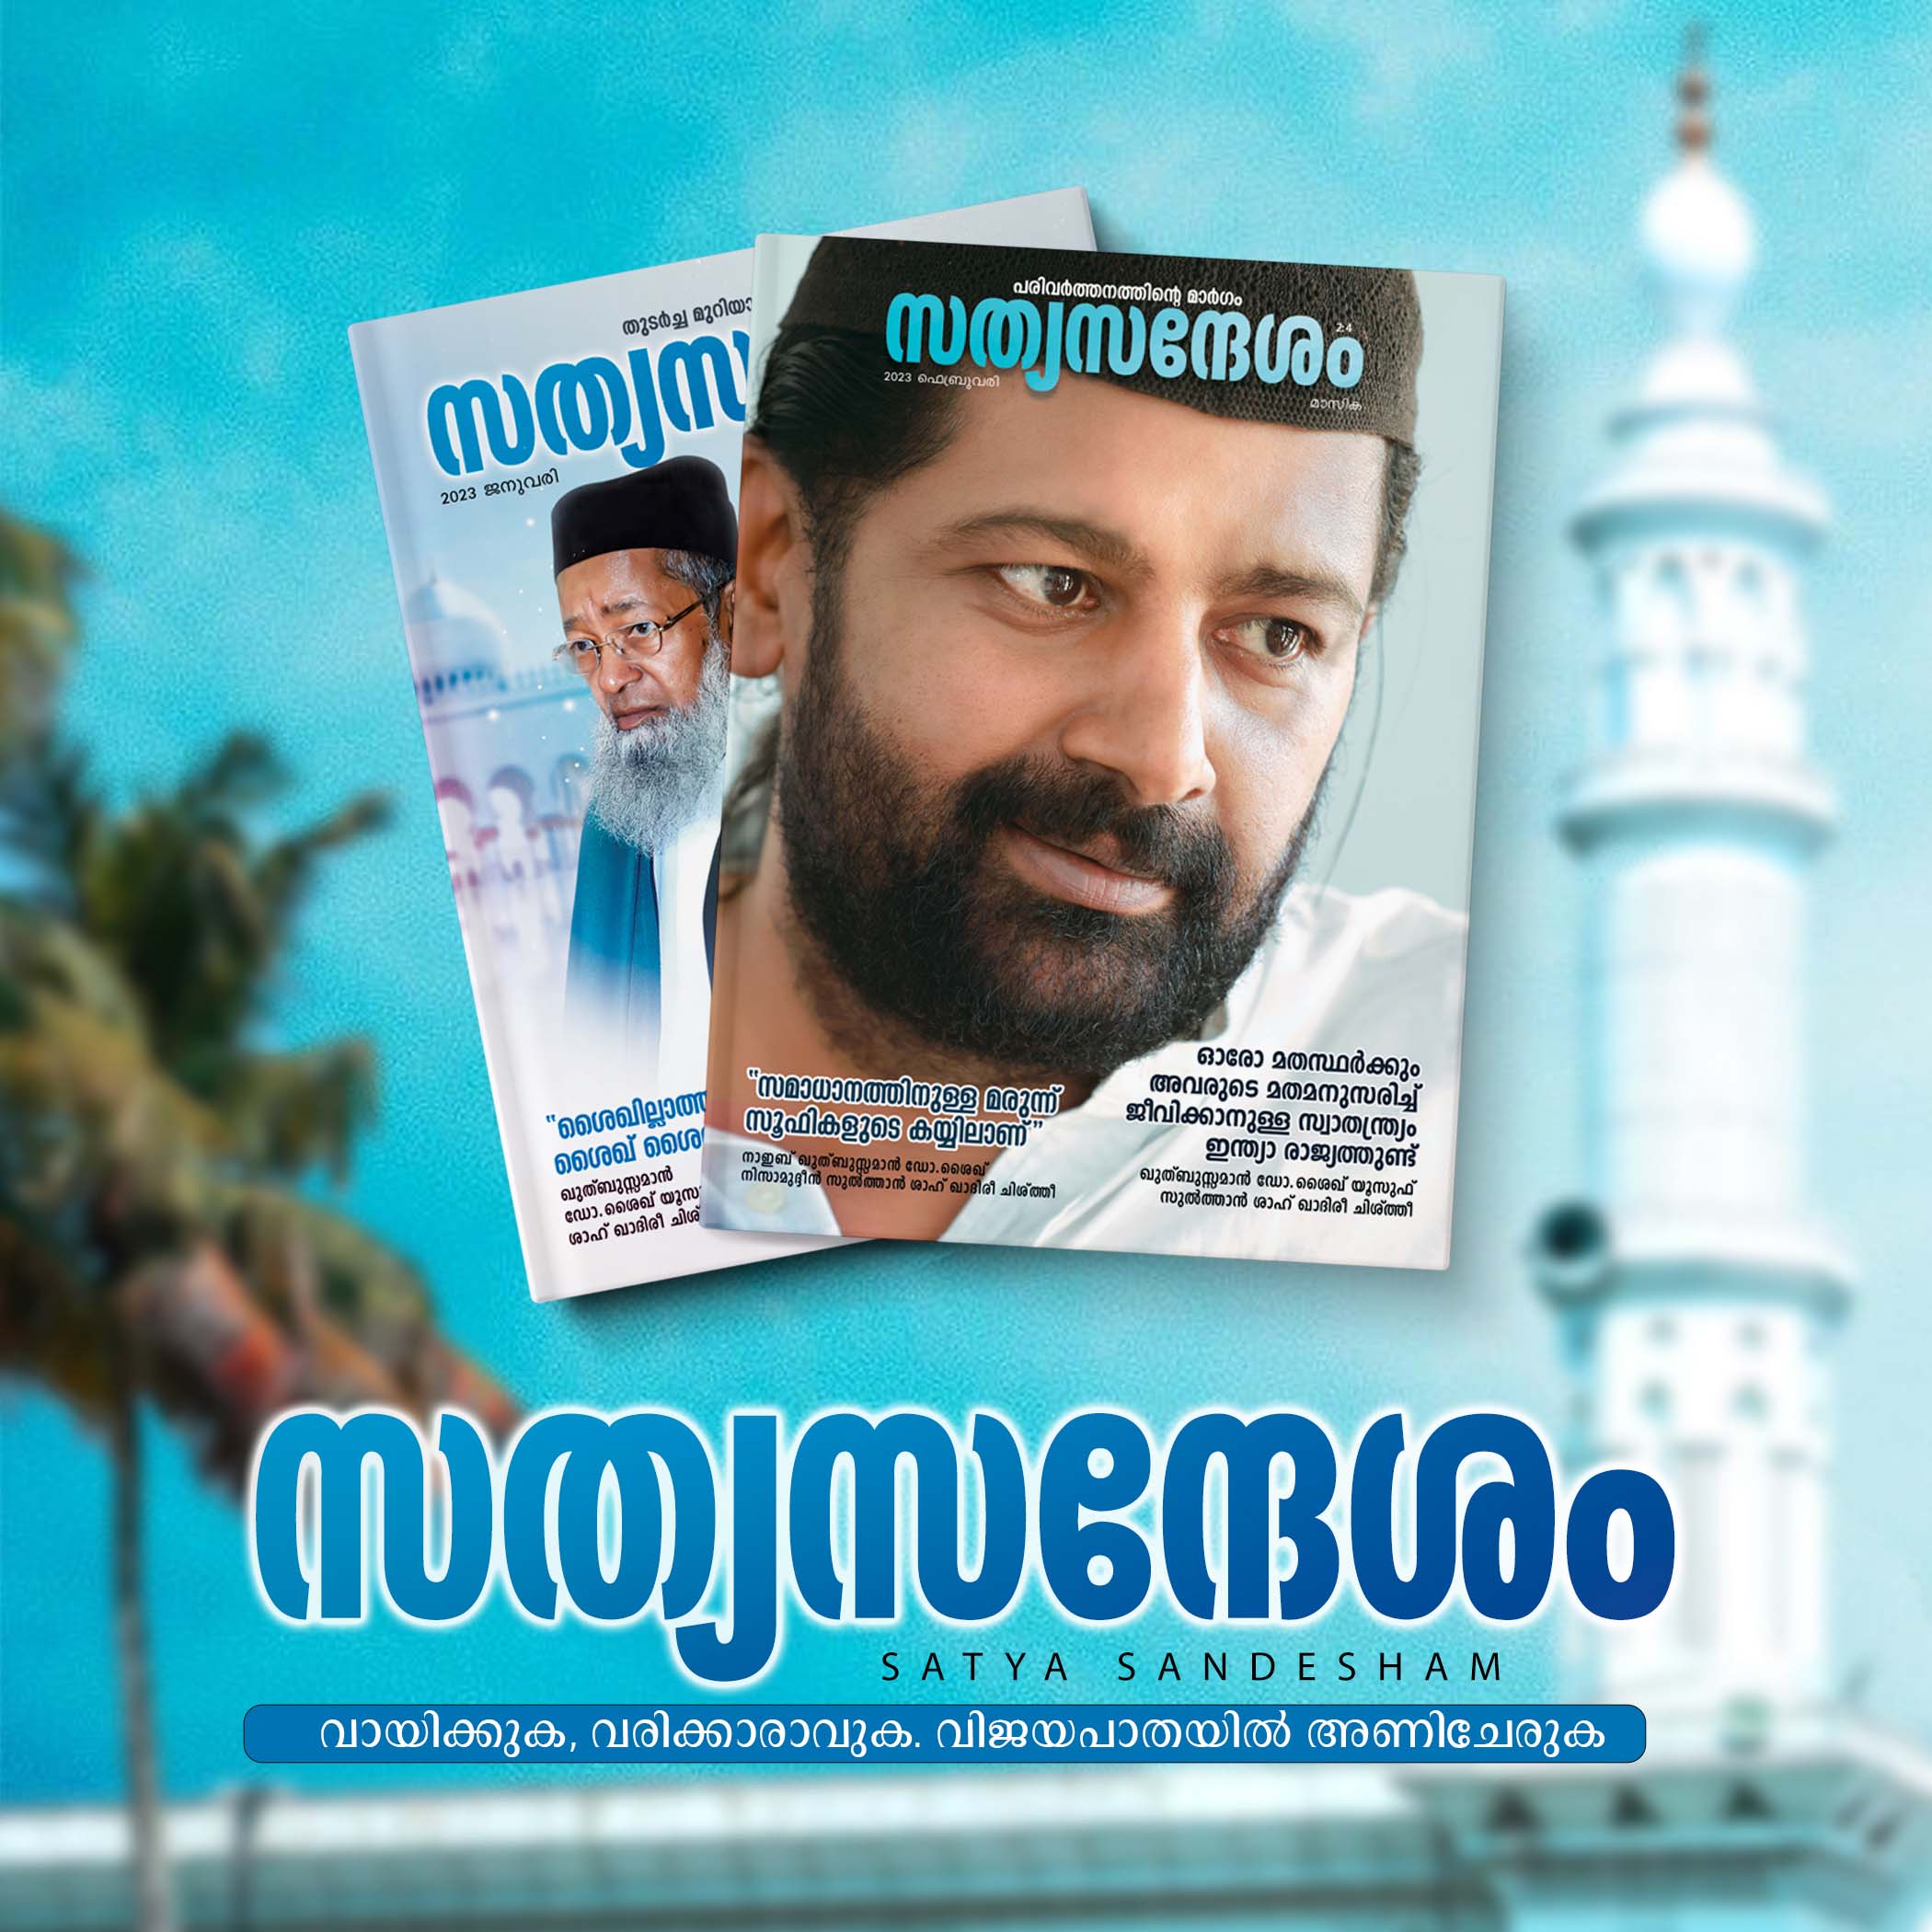 തുടർച്ച മുറിയാ
സത്യസ
2023 ജനുവരി
"ശൈഖില്ലാത്ത
ശൈഖ് ശൈ
ഖുത്ബുസ്സമാൻ
ഡോ.ശൈഖ് യൂസു
ശാഹ് ഖാദിരീ ചിശ്
പരിവർത്തനത്തിന്റെ മാർഗം
സത്യസന്ദേശം
2:4
2023 ഫെബ്രുവരി
മാസിക
"സമാധാനത്തിനുള്ള മരുന്ന്
സൂഫികളുടെ കയ്യിലാണ്"
നാഇബ് ഖുത്ബുസ്സമാൻ ഡോ.ശൈഖ്
നിസാമുദ്ദീൻ സുൽത്താൻ ശാഹ് ഖാദിരീ ചിശ്തീ
ഓരോ മതസ്ഥർക്കും
അവരുടെ മതമനുസരിച്ച്
ജീവിക്കാനുള്ള സ്വാതന്ത്ര്യം
ഇന്ത്യാ രാജ്യത്തുണ്ട്
ഖുത്ബുസ്സമാൻ ഡോ.ശൈഖ് യൂസുഫ്
സുൽത്താൻ ശാഹ് ഖാദിരീ ചിശ്തീ
സത്യസന്ദേശം
SATYA SANDESHAM
വായിക്കുക, വരിക്കാരാവുക. വിജയപാതയിൽ അണിചേരുക